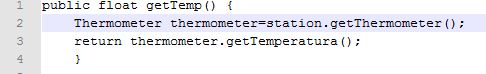 1 public float getTemp() {
2 Thermometer thermometer=station.getThermometer();
3 return thermometer.getTemperatura();
4 }